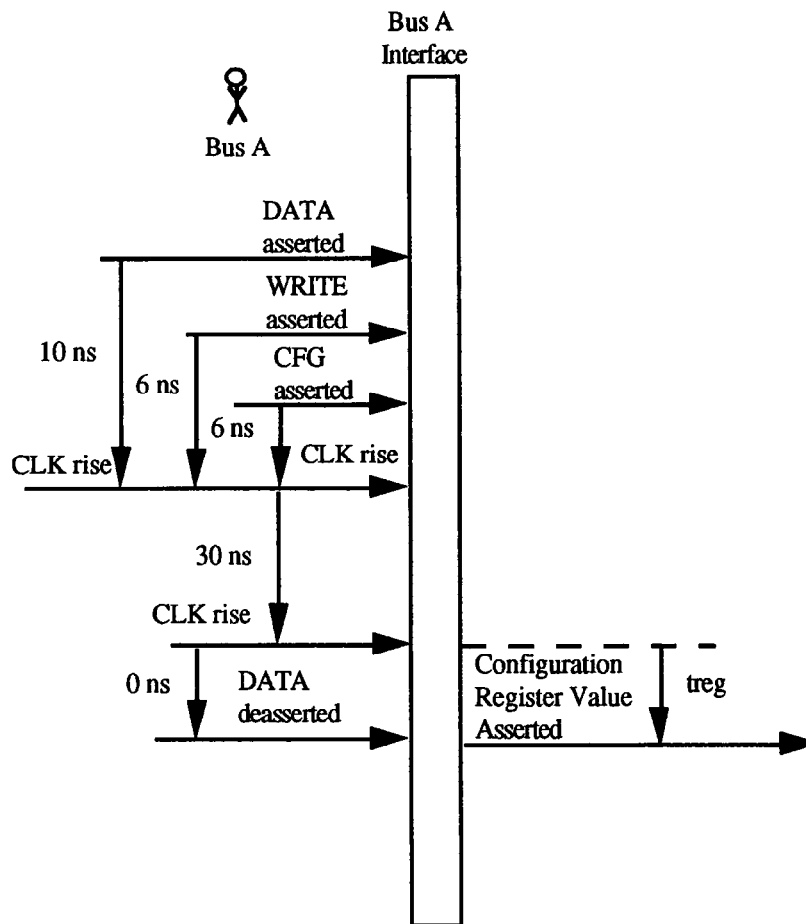 Bus A
Interface
Bus A
DATA
asserted
WRITE
asserted
10 ns
6 ns
CFG
asserted
6 ns
CLK rise
CLK rise
30 ns
CLK rise
0 ns
DATA
deasserted
Configuration
Register Value
Asserted
treg